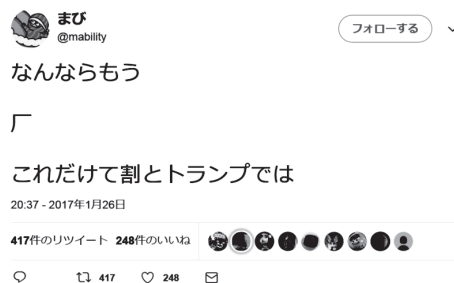 まび
@mability
フォローする
なんならもう
厂
これだけて割とトランプでは
20:37 - 2017年1月26日
417件のリツイート 248件のいいね
417 248